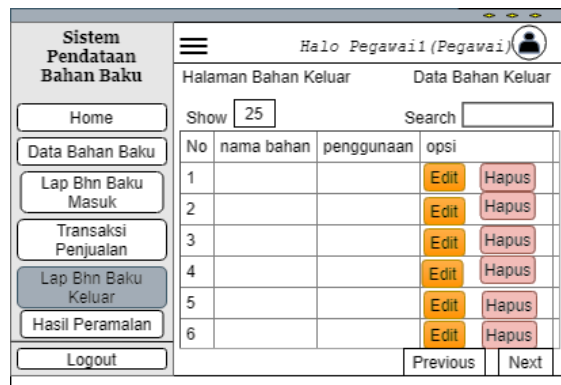 Sistem
Pendataan
Bahan Baku
Home
Data Bahan Baku
Lap Bhn Baku
Masuk
Transaksi
Penjualan
Lap Bhn Baku
Keluar
Hasil Peramalan
Logout
Halo Pegawai1(Pegawai)
Halaman Bahan Keluar Data Bahan Keluar
Show 25 Search
No nama bahan penggunaan opsi
1 Edit Hapus
2 Edit Hapus
3 Edit Hapus
4 Edit Hapus
5 Edit Hapus
6 Edit Hapus
Previous Next